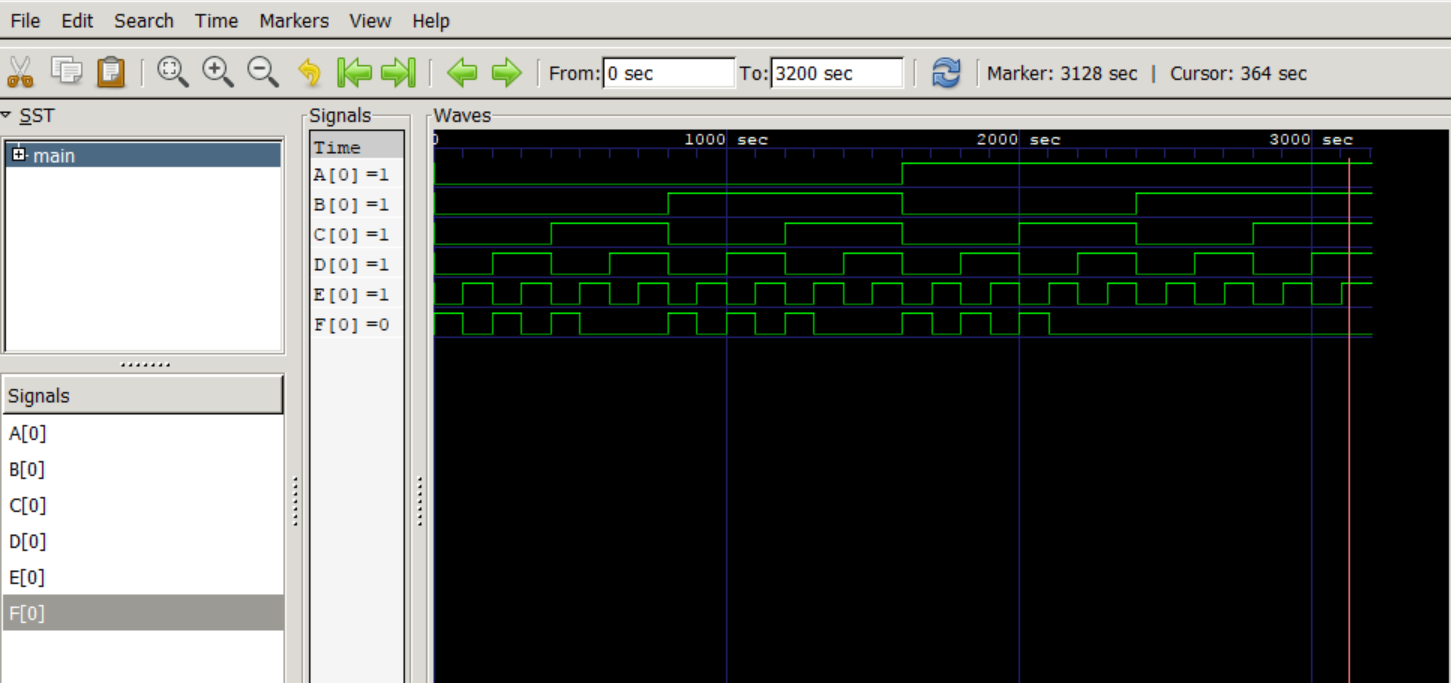 File Edit Search Time Markers View Help
From: 0 sec To: 3200 sec Marker: 3128 sec | Cursor: 364 sec
SST
main
Signals
A[0]
B[0]
C[0]
D[0]
E[0]
F[0]
Signals
Time
A[0] =1
B[0] =1
C[0] =1
D[0] =1
E[0] =1
F[0] =0
Waves
0 1000 sec 2000 sec 3000 sec